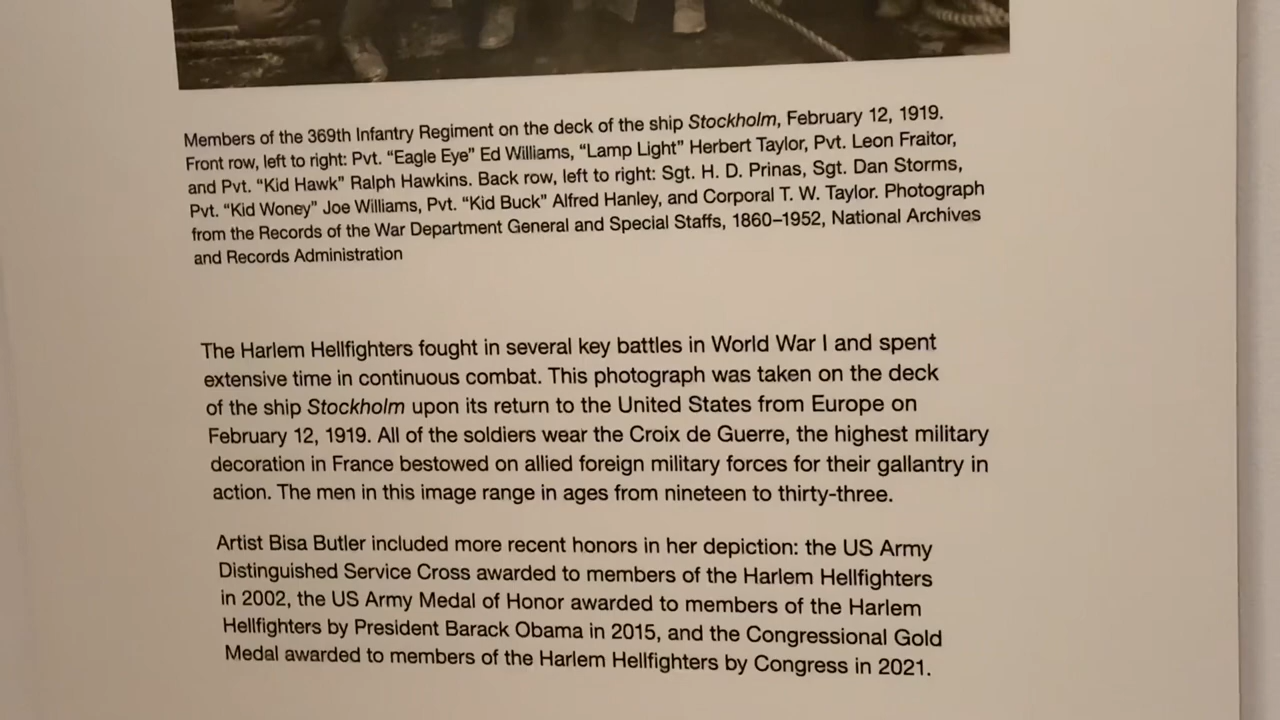 Members of the 369th Infantry Regiment on the deck of the ship Stockholm, February 12, 1919.
Front row, left to right: Pvt. “Eagle Eye” Ed Williams, “Lamp Light” Herbert Taylor, Pvt. Leon Fraitor,
and Pvt. “Kid Hawk” Ralph Hawkins. Back row, left to right: Sgt. H. D. Prinas, Sgt. Dan Storms,
Pvt. “Kid Woney” Joe Williams, Pvt. “Kid Buck” Alfred Hanley, and Corporal T. W. Taylor. Photograph
from the Records of the War Department General and Special Staffs, 1860–1952, National Archives
and Records Administration
The Harlem Hellfighters fought in several key battles in World War I and spent
extensive time in continuous combat. This photograph was taken on the deck
of the ship Stockholm upon its return to the United States from Europe on
February 12, 1919. All of the soldiers wear the Croix de Guerre, the highest military
decoration in France bestowed on allied foreign military forces for their gallantry in
action. The men in this image range in ages from nineteen to thirty-three.
Artist Bisa Butler included more recent honors in her depiction: the US Army
Distinguished Service Cross awarded to members of the Harlem Hellfighters
in 2002, the US Army Medal of Honor awarded to members of the Harlem
Hellfighters by President Barack Obama in 2015, and the Congressional Gold
Medal awarded to members of the Harlem Hellfighters by Congress in 2021.